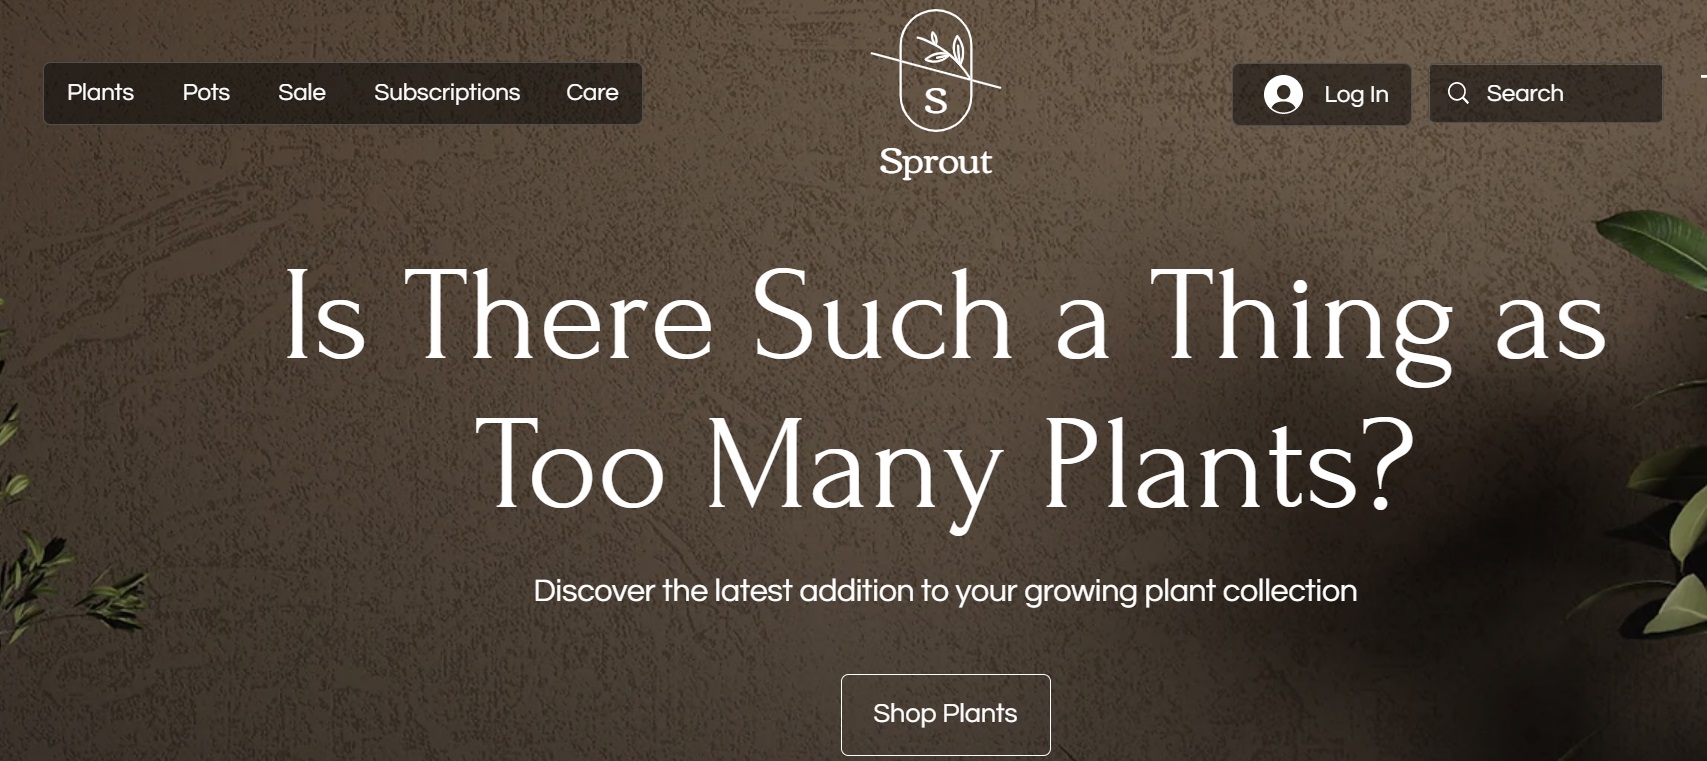 Plants Pots Sale Subscriptions Care
S
Sprout
Log In
Search
Is There Such a Thing as
Too Many Plants?
Discover the latest addition to your growing plant collection
Shop Plants